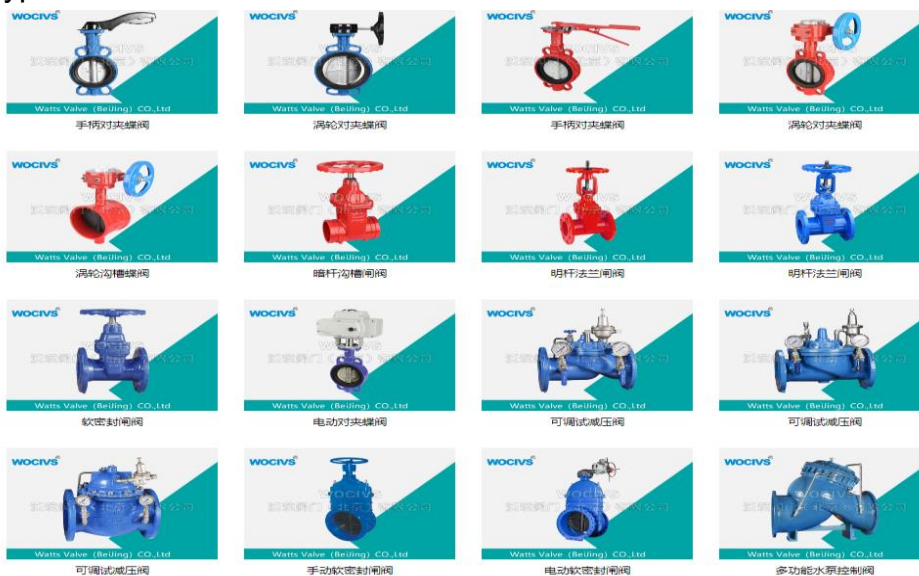 WOCIVS® WOCIVS® WOCIVS® WOCIVS®
Watts Valve (BeiJing) CO.,Ltd Watts Valve (BeiJing) CO.,Ltd Watts Valve (BeiJing) CO.,Ltd Watts Valve (BeiJing) CO.,Ltd
手柄对夹蝶阀 涡轮对夹蝶阀 手柄对夹蝶阀 涡轮对夹蝶阀
WOCIVS® WOCIVS® WOCIVS® WOCIVS®
Watts Valve (BeiJing) CO.,Ltd Watts Valve (BeiJing) CO.,Ltd Watts Valve (BeiJing) CO.,Ltd Watts Valve (BeiJing) CO.,Ltd
涡轮沟槽蝶阀 暗杆沟槽闸阀 明杆法兰闸阀 明杆法兰闸阀
WOCIVS® WOCIVS® WOCIVS® WOCIVS®
Watts Valve (BeiJing) CO.,Ltd Watts Valve (BeiJing) CO.,Ltd Watts Valve (BeiJing) CO.,Ltd Watts Valve (BeiJing) CO.,Ltd
软密封闸阀 电动对夹蝶阀 可调试减压阀 可调试减压阀
WOCIVS® WOCIVS® WOCIVS® WOCIVS®
Watts Valve (BeiJing) CO.,Ltd Watts Valve (BeiJing) CO.,Ltd Watts Valve (BeiJing) CO.,Ltd Watts Valve (BeiJing) CO.,Ltd
可调试减压阀 手动软密封闸阀 电动软密封闸阀 多功能水泵控制阀